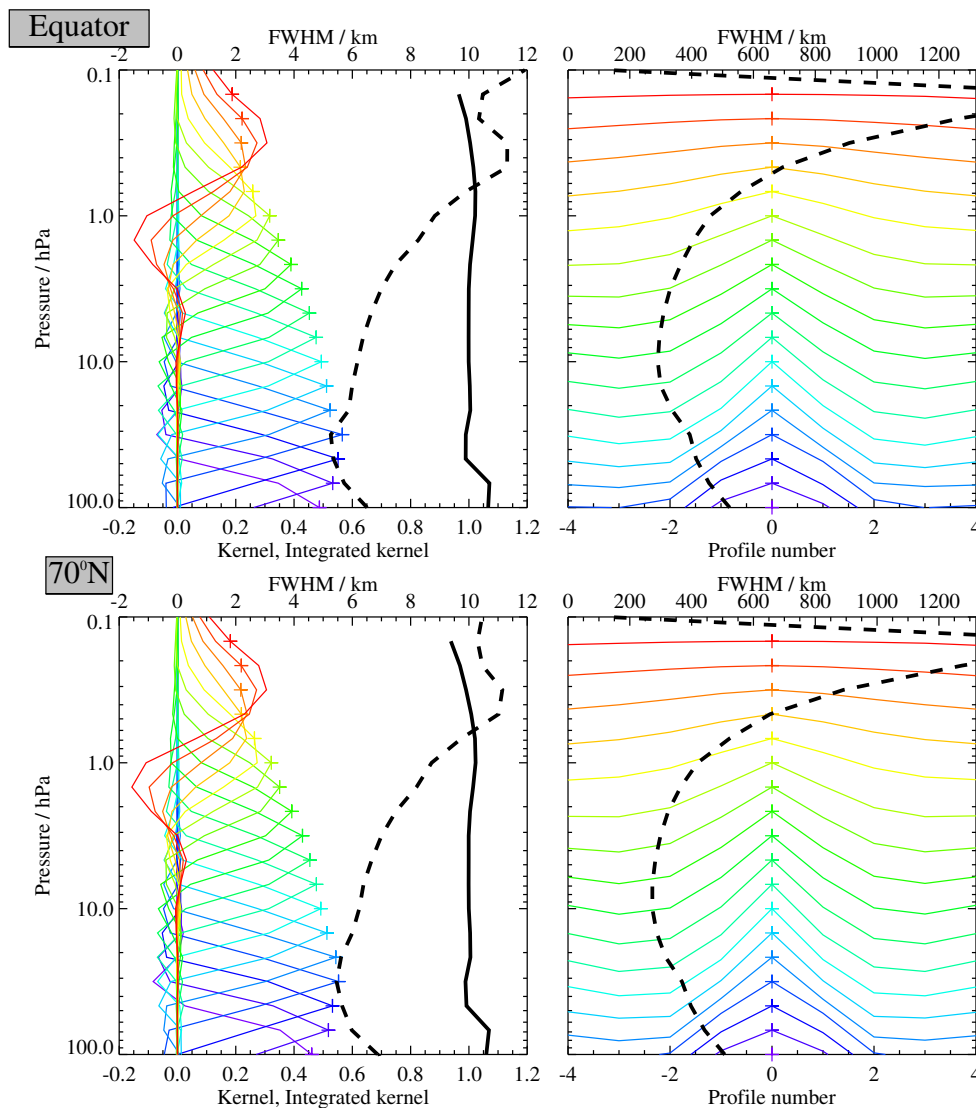 Equator
FWHM / km
FWHM / km
-2 0 2 4 6 8 10 12
0 200 400 600 800 1000 1200
0.1
1.0
10.0
100.0
Pressure / hPa
-0.2 0.0 0.2 0.4 0.6 0.8 1.0 1.2
-4 -2 0 2 4
Kernel, Integrated kernel
Profile number
70⁰N
FWHM / km
FWHM / km
-2 0 2 4 6 8 10 12
0 200 400 600 800 1000 1200
0.1
1.0
10.0
100.0
Pressure / hPa
-0.2 0.0 0.2 0.4 0.6 0.8 1.0 1.2
-4 -2 0 2 4
Kernel, Integrated kernel
Profile number